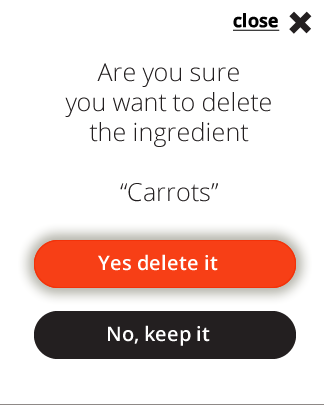 close
Are you sure
you want to delete
the ingredient
“Carrots”
Yes delete it
No, keep it